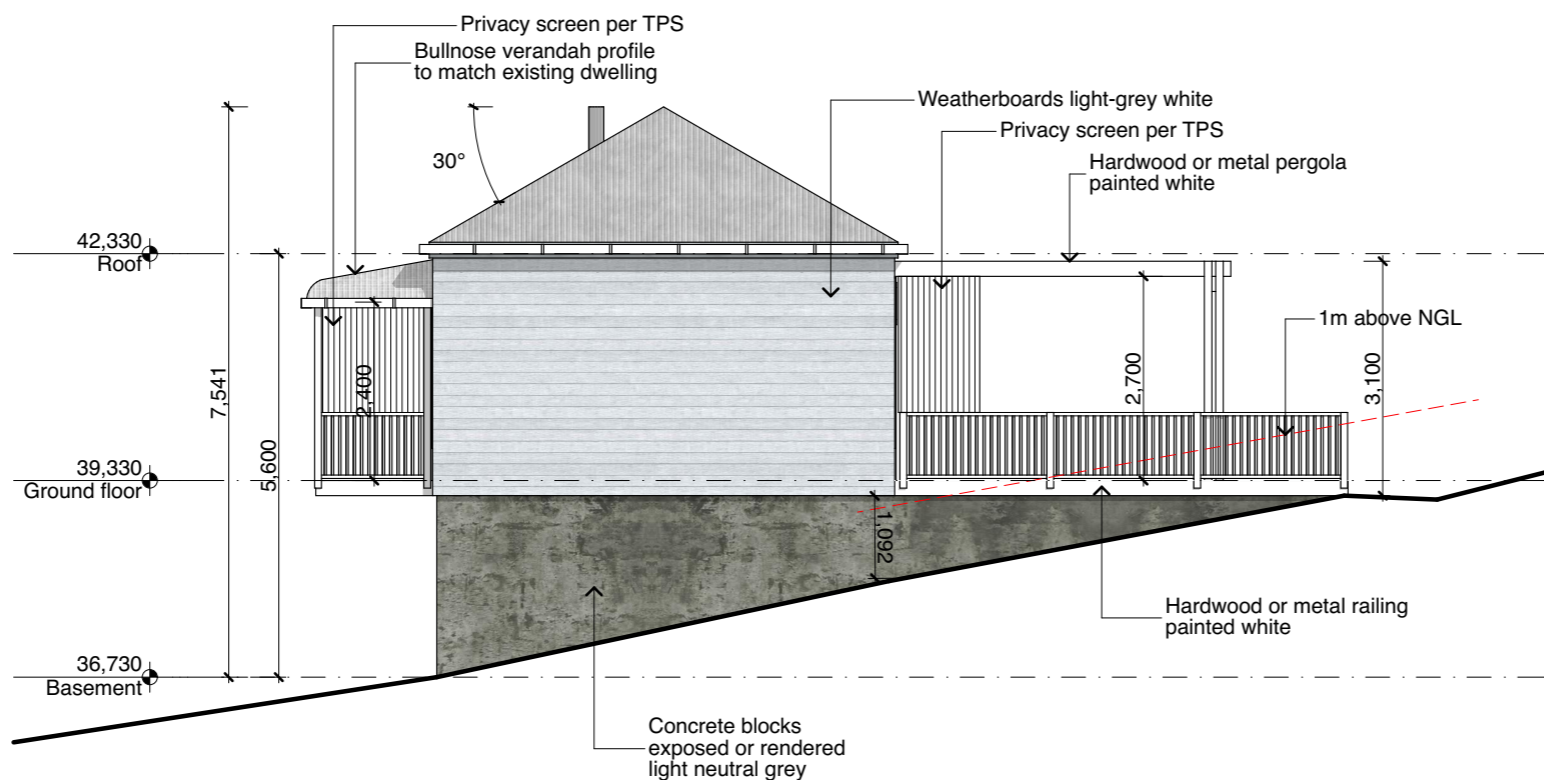 Privacy screen per TPS
Bullnose verandah profile
to match existing dwelling
Weatherboards light-grey white
Privacy screen per TPS
Hardwood or metal pergola
painted white
30°
42,330
Roof
1m above NGL
7,541
2,400
2,700
3,100
5,600
39,330
Ground floor
1,092
Hardwood or metal railing
painted white
36,730
Basement
Concrete blocks
exposed or rendered
light neutral grey